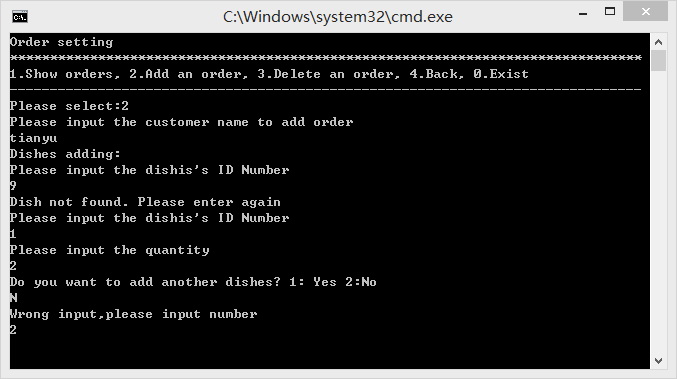 C:\Windows\system32\cmd.exe
Order setting
*******************************************************************************
1.Show orders, 2.Add an order, 3.Delete an order, 4.Back, 0.Exist
-------------------------------------------------------------------------------
Please select:2
Please input the customer name to add order
tianyu
Dishes adding:
Please input the dishis's ID Number
9
Dish not found. Please enter again
Please input the dishis's ID Number
1
Please input the quantity
2
Do you want to add another dishes? 1: Yes 2:No
N
Wrong input,please input number
2